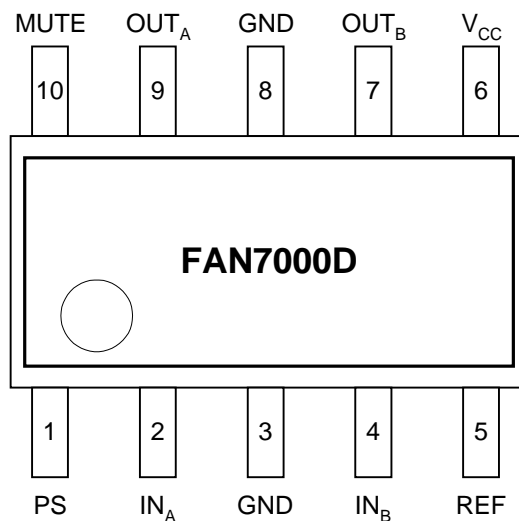 MUTE OUT_A GND OUT_B V_CC
10 9 8 7 6
FAN7000D
1 2 3 4 5
PS IN_A GND IN_B REF